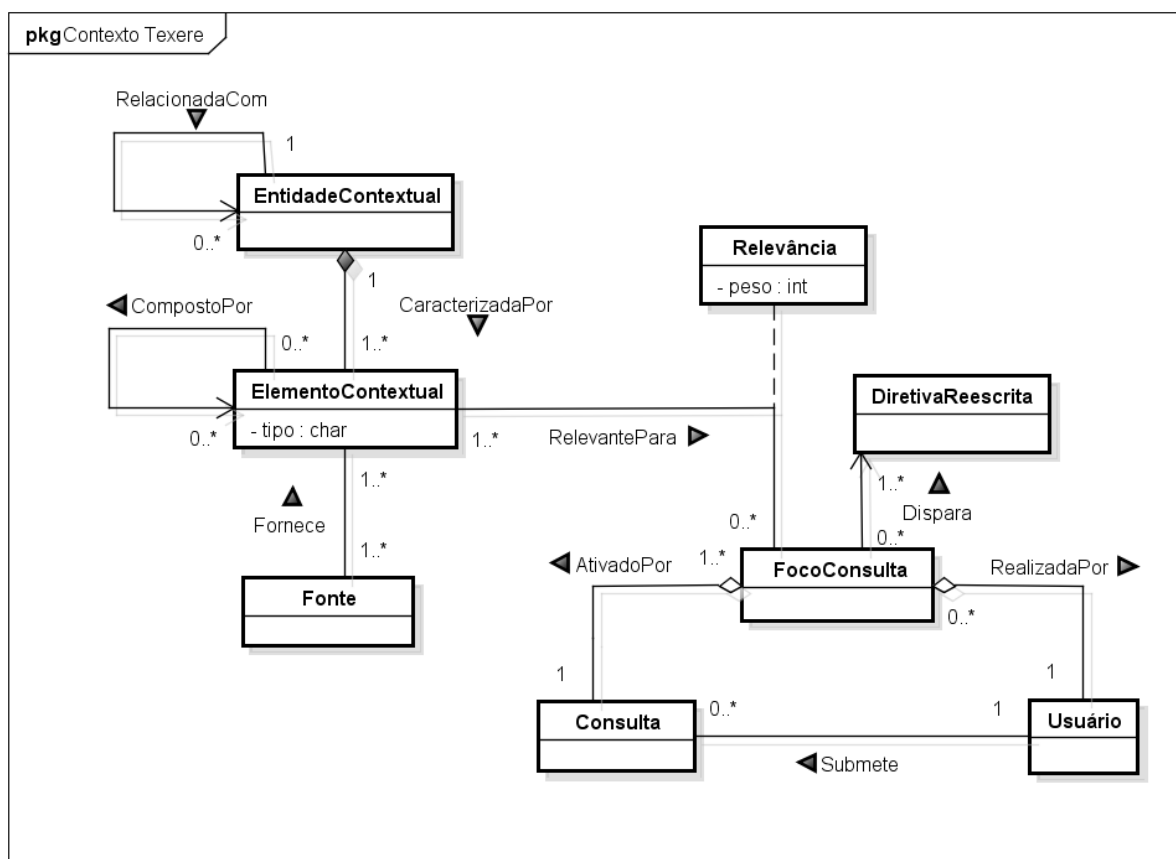 pkg Contexto Texere
RelacionadaCom
1
EntidadeContextual
0..*
1
Relevância
- peso : int
CompostoPor
CaracterizadaPor
0..*
1..*
ElementoContextual
- tipo : char
0..*
1..*
RelevantePara
DiretivaReescrita
1..*
1..*
Fornece
Dispara
0..*
0..*
1..*
1..*
AtivadoPor
FocoConsulta
RealizadaPor
Fonte
0..*
1
1
0..*
1
Consulta
Usuário
Submete